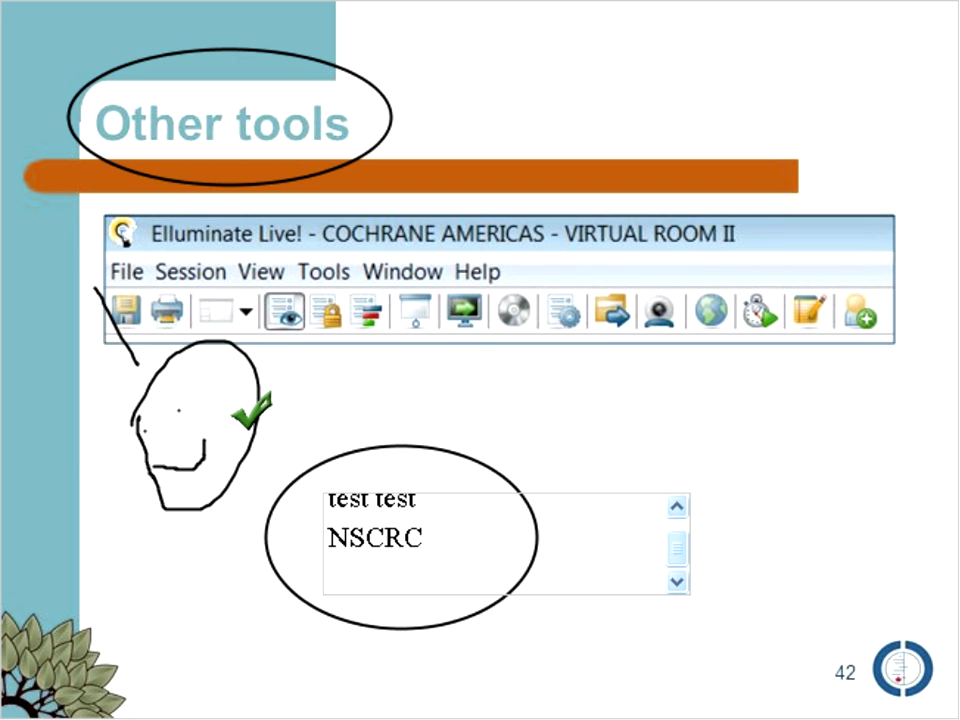 Other tools
Elluminate Live! - COCHRANE AMERICAS - VIRTUAL ROOM II
File Session View Tools Window Help
test test
NSCRC
42